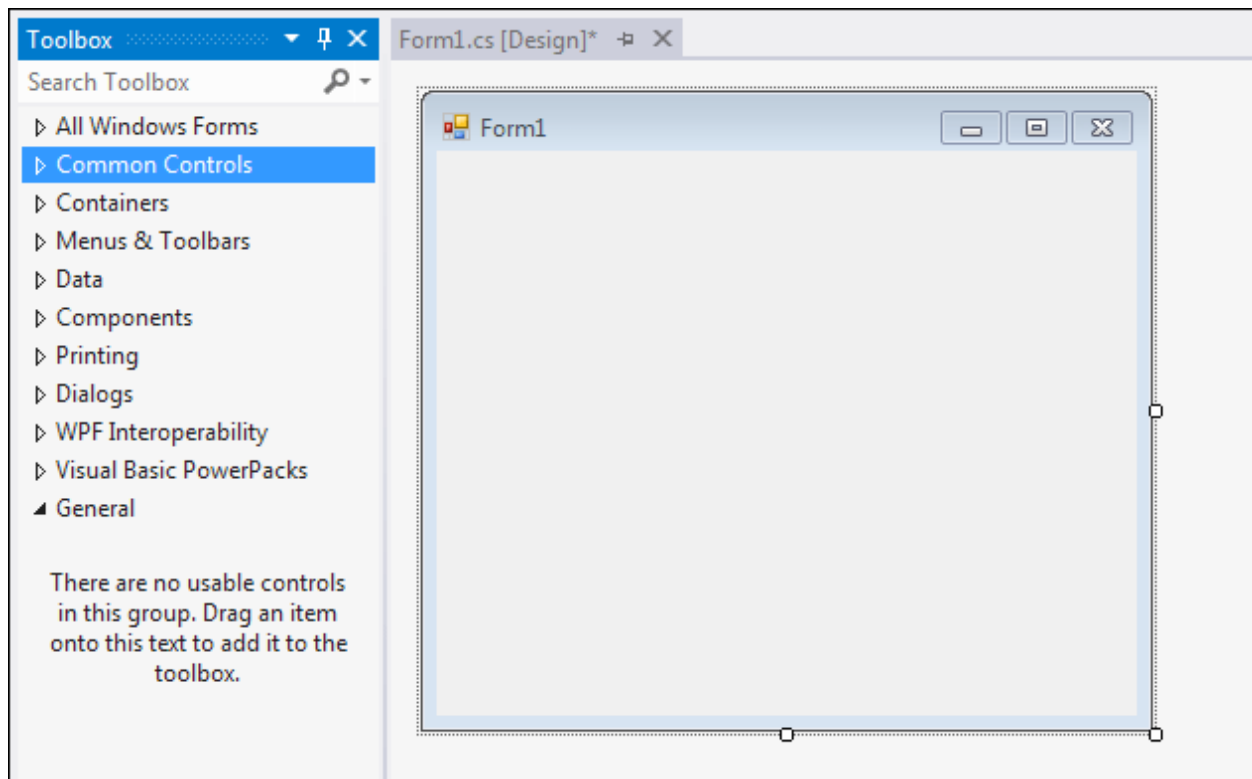 Toolbox
Search Toolbox
All Windows Forms
Common Controls
Containers
Menus & Toolbars
Data
Components
Printing
Dialogs
WPF Interoperability
Visual Basic PowerPacks
General
There are no usable controls
in this group. Drag an item
onto this text to add it to the
toolbox.
Form1.cs [Design]*
Form1